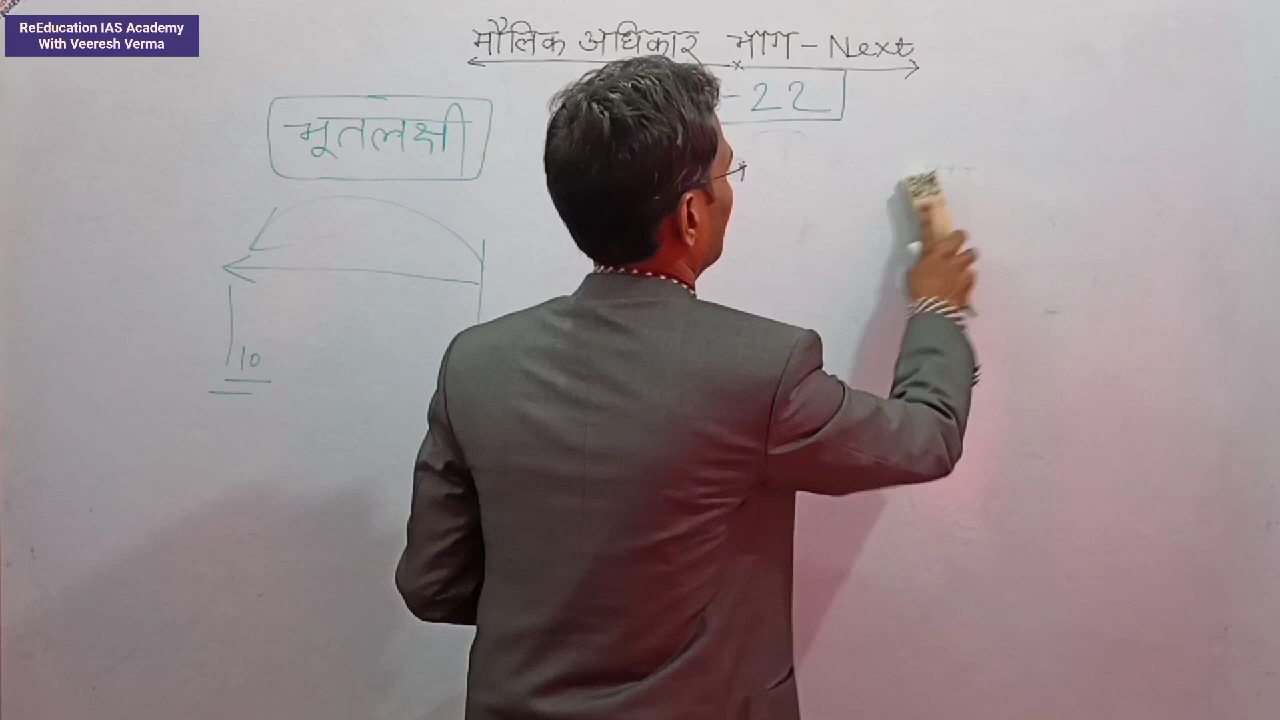 ReEducation IAS Academy
With Veeresh Verma
मौलिक अधिकार भाग - Next
- 22
भूतलक्षी
10